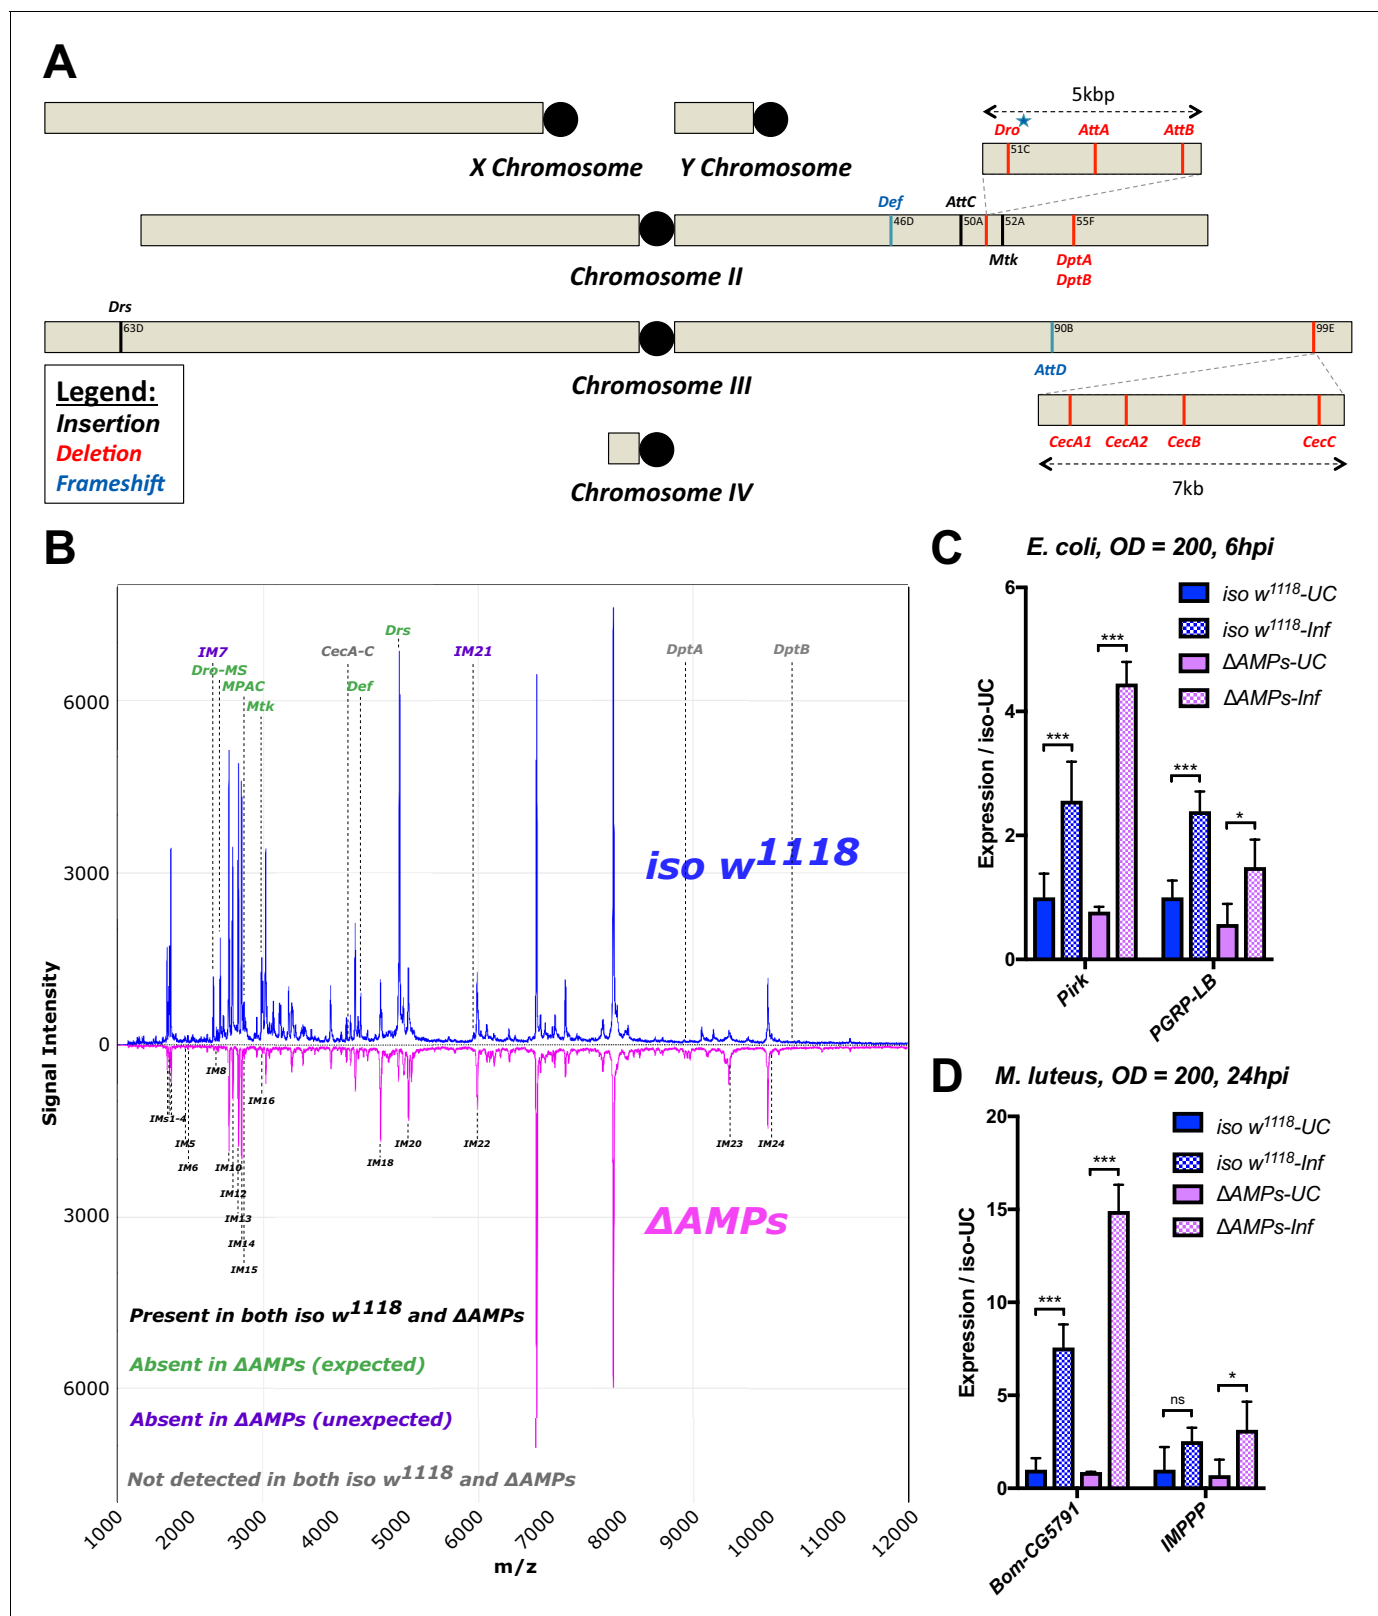 A
5kbp
Dro AttA AttB
51C
X Chromosome
Y Chromosome
Def AttC
46D 50A 52A 55F
Mtk DptA
DptB
Chromosome II
Drs
63D 90B 99E
AttD
Chromosome III
Legend:
Insertion
Deletion
Frameshift
CecA1 CecA2 CecB CecC
7kb
Chromosome IV
B
Signal Intensity
6000
3000
0
3000
6000
IM7
Dro-MS
MPAC
Mtk
CecA-C
Def
Drs
IM21
DptA
DptB
iso w1118
IM8
IMs1-4
IM5
IM6
IM10
IM12
IM13
IM14
IM15
IM16
IM18
IM20
IM22
IM23
IM24
ΔAMPs
Present in both iso w1118 and ΔAMPs
Absent in ΔAMPs (expected)
Absent in ΔAMPs (unexpected)
Not detected in both iso w1118 and ΔAMPs
1000 2000 3000 4000 5000 6000 7000 8000 9000 10000 11000 12000
m/z
C
E. coli, OD = 200, 6hpi
Expression / iso-UC
6
4
2
0
iso w1118-UC
iso w1118-Inf
ΔAMPs-UC
ΔAMPs-Inf
*** *** *** *
Pirk PGRP-LB
D
M. luteus, OD = 200, 24hpi
Expression / iso-UC
20
15
10
5
0
iso w1118-UC
iso w1118-Inf
ΔAMPs-UC
ΔAMPs-Inf
*** *** ns *
Bom-CG5791 IMPPP